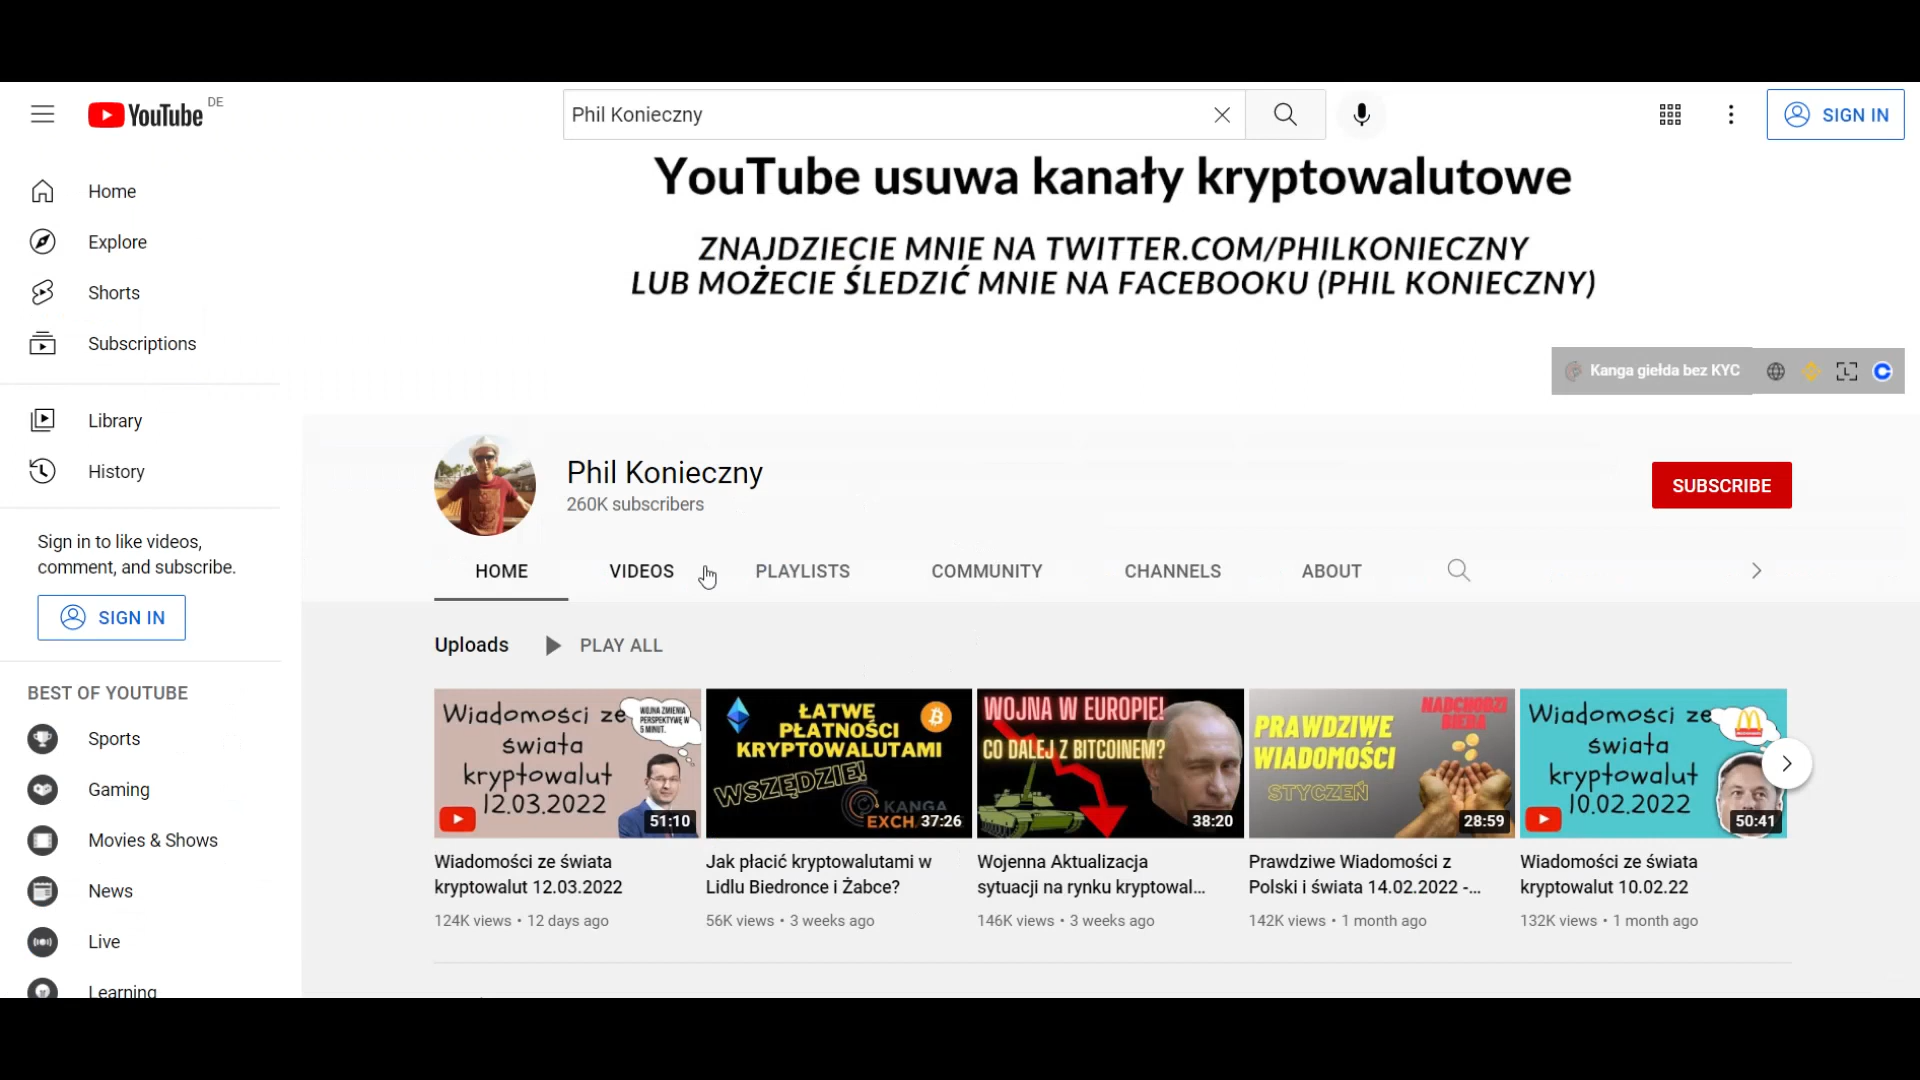 YouTube DE
Phil Konieczny
SIGN IN
YouTube usuwa kanały kryptowalutowe
ZNAJDZIECIE MNIE NA TWITTER.COM/PHILKONIECZNY
LUB MOŻECIE ŚLEDZIĆ MNIE NA FACEBOOKU (PHIL KONIECZNY)
Kanga giełda bez KYC
Home
Explore
Shorts
Subscriptions
Library
History
Sign in to like videos,
comment, and subscribe.
SIGN IN
BEST OF YOUTUBE
Sports
Gaming
Movies & Shows
News
Live
Learning
Phil Konieczny
260K subscribers
SUBSCRIBE
HOME VIDEOS PLAYLISTS COMMUNITY CHANNELS ABOUT
Uploads PLAY ALL
Wiadomości ze
świata
kryptowalut
12.03.2022
WOJNA ZMIENIA
PERSPEKTYWĘ W
5 MINUT.
51:10
Wiadomości ze świata
kryptowalut 12.03.2022
124K views • 12 days ago
ŁATWE
PŁATNOŚCI
KRYPTOWALUTAMI
WSZĘDZIE!
KANGA
EXCH
37:26
Jak płacić kryptowalutami w
Lidlu Biedronce i Żabce?
56K views • 3 weeks ago
WOJNA W EUROPIE!
CO DALEJ Z BITCOINEM?
38:20
Wojenna Aktualizacja
sytuacji na rynku kryptowal...
146K views • 3 weeks ago
NADCHODZI
BIEDA
PRAWDZIWE
WIADOMOŚCI
STYCZEŃ
28:59
Prawdziwe Wiadomości z
Polski i świata 14.02.2022 -...
142K views • 1 month ago
Wiadomości ze
świata
kryptowalut
10.02.2022
50:41
Wiadomości ze świata
kryptowalut 10.02.22
132K views • 1 month ago